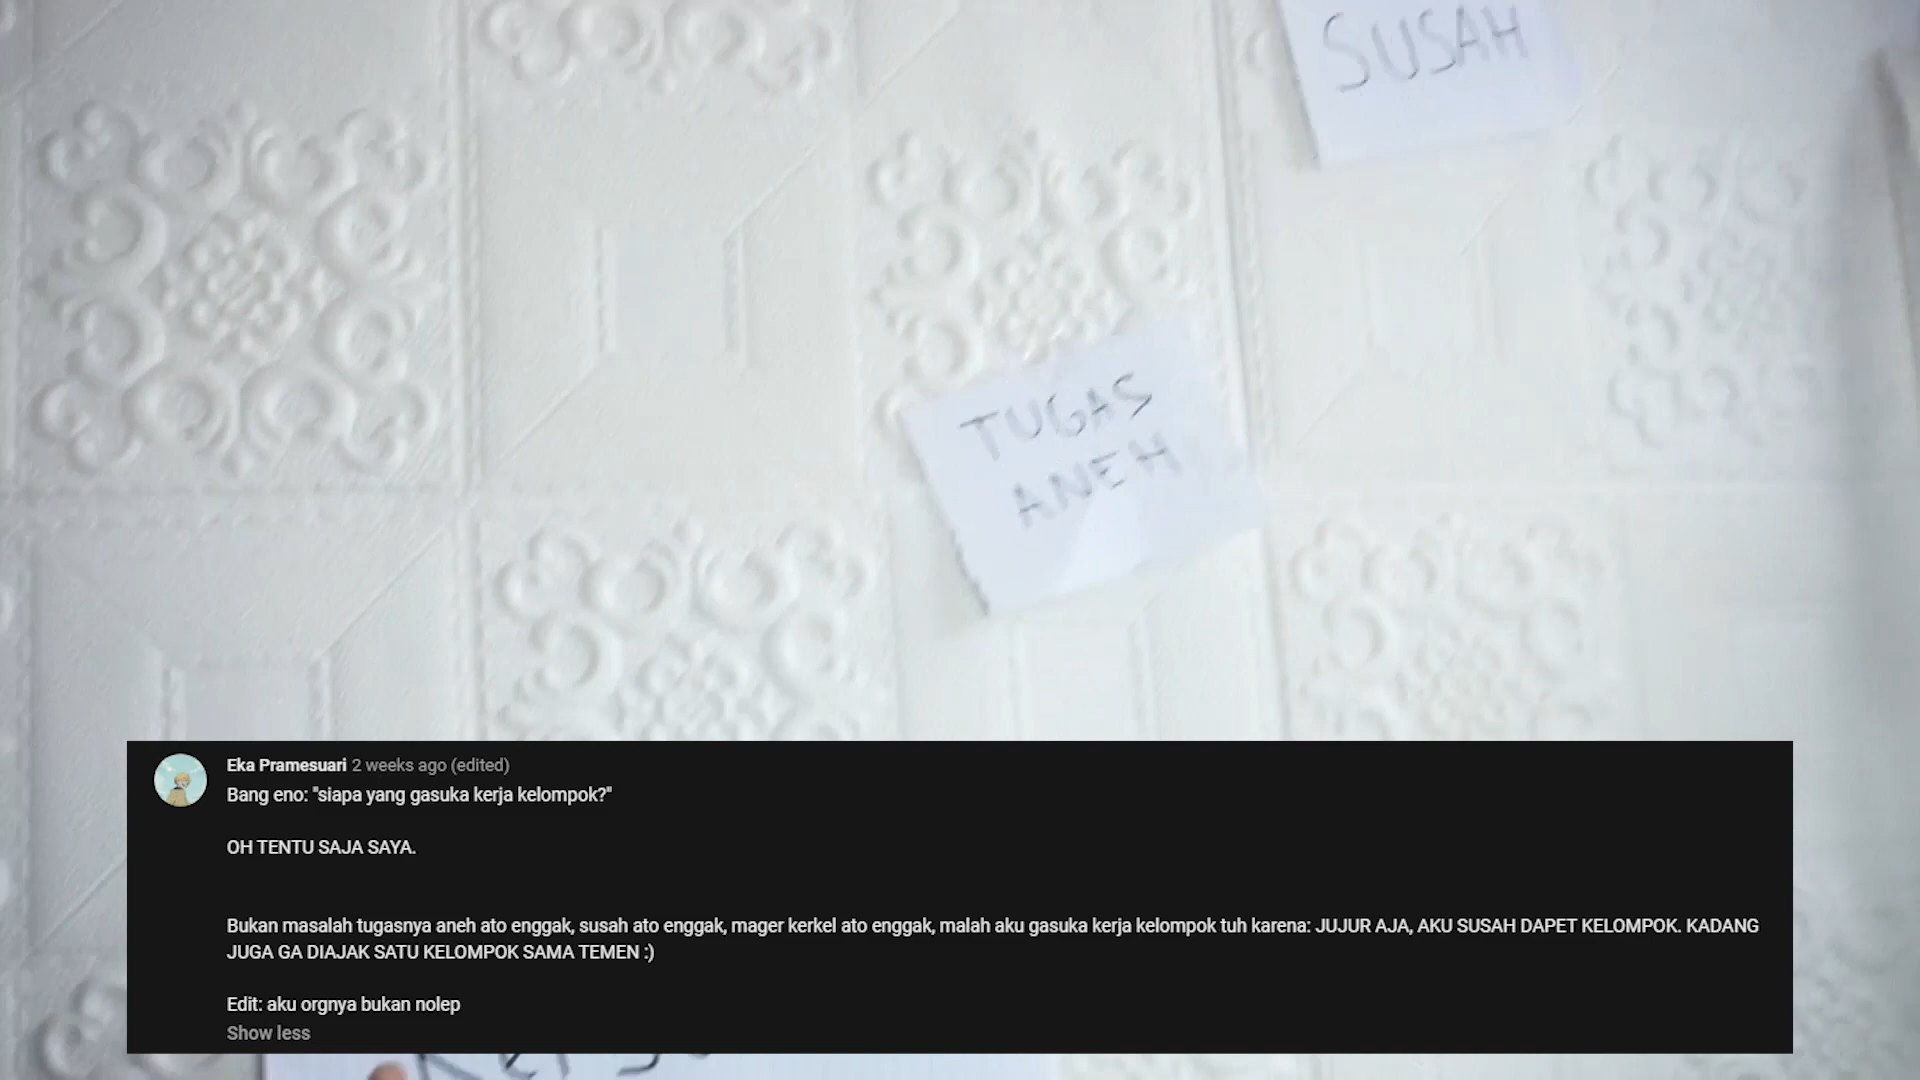 SUSAH
TUGAS
ANEH
Eka Pramesuari 2 weeks ago (edited)
Bang eno: "siapa yang gasuka kerja kelompok?"
OH TENTU SAJA SAYA.
Bukan masalah tugasnya aneh ato enggak, susah ato enggak, mager kerkel ato enggak, malah aku gasuka kerja kelompok tuh karena: JUJUR AJA, AKU SUSAH DAPET KELOMPOK. KADANG
JUGA GA DIAJAK SATU KELOMPOK SAMA TEMEN :)
Edit: aku orgnya bukan nolep
Show less